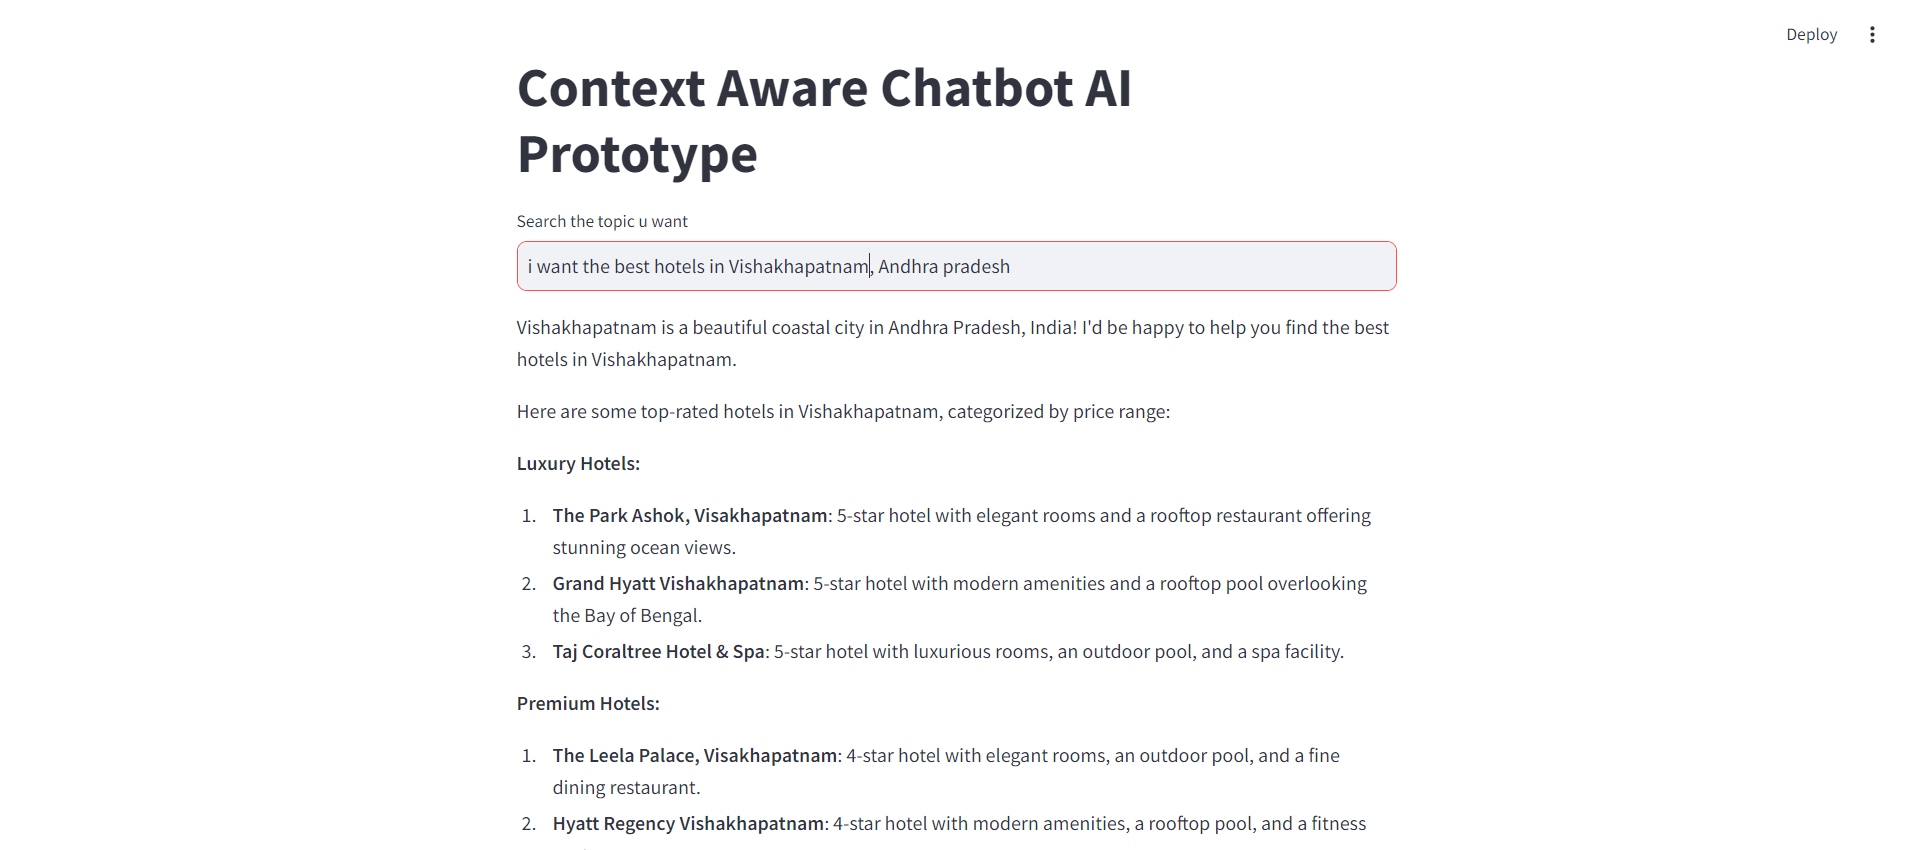 Deploy
Context Aware Chatbot AI
Prototype
Search the topic u want
i want the best hotels in Vishakhapatnam, Andhra pradesh
Vishakhapatnam is a beautiful coastal city in Andhra Pradesh, India! I'd be happy to help you find the best
hotels in Vishakhapatnam.
Here are some top-rated hotels in Vishakhapatnam, categorized by price range:
Luxury Hotels:
1. The Park Ashok, Visakhapatnam: 5-star hotel with elegant rooms and a rooftop restaurant offering
stunning ocean views.
2. Grand Hyatt Vishakhapatnam: 5-star hotel with modern amenities and a rooftop pool overlooking
the Bay of Bengal.
3. Taj Coraltree Hotel & Spa: 5-star hotel with luxurious rooms, an outdoor pool, and a spa facility.
Premium Hotels:
1. The Leela Palace, Visakhapatnam: 4-star hotel with elegant rooms, an outdoor pool, and a fine
dining restaurant.
2. Hyatt Regency Vishakhapatnam: 4-star hotel with modern amenities, a rooftop pool, and a fitness